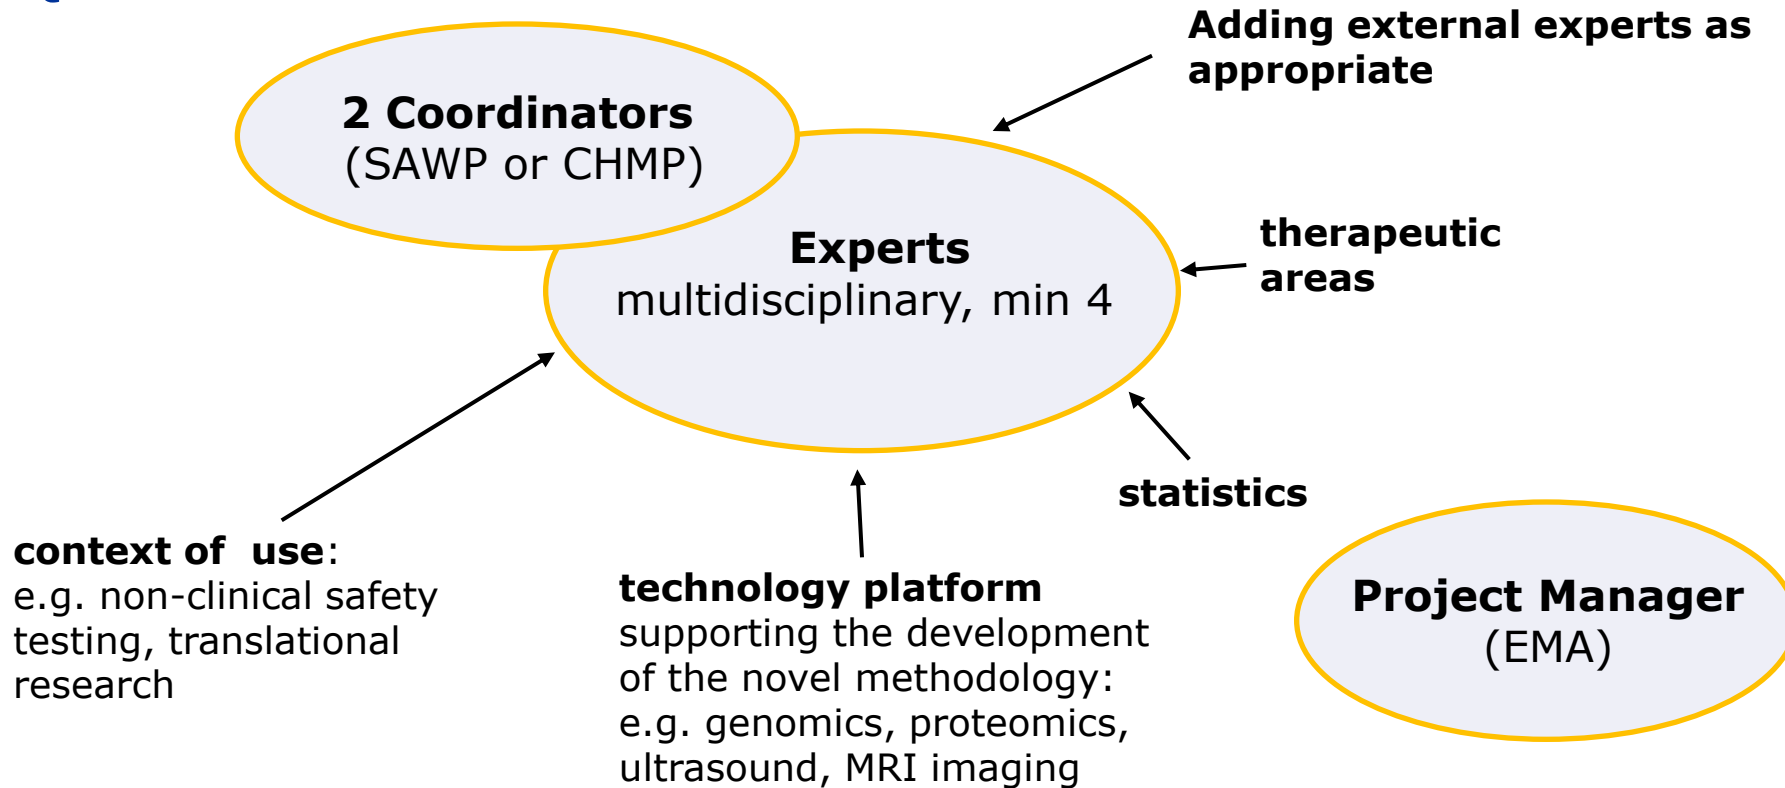 Adding external experts as
appropriate
2 Coordinators
(SAWP or CHMP)
Experts
multidisciplinary, min 4
therapeutic
areas
statistics
context of  use:
e.g. non-clinical safety
testing, translational
research
technology platform
supporting the development
of the novel methodology:
e.g. genomics, proteomics,
ultrasound, MRI imaging
Project Manager
(EMA)